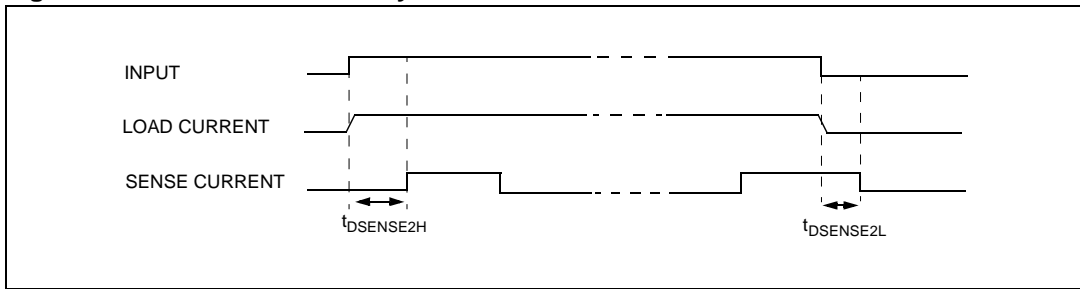 INPUT
LOAD CURRENT
SENSE CURRENT
tDSENSE2H
tDSENSE2L